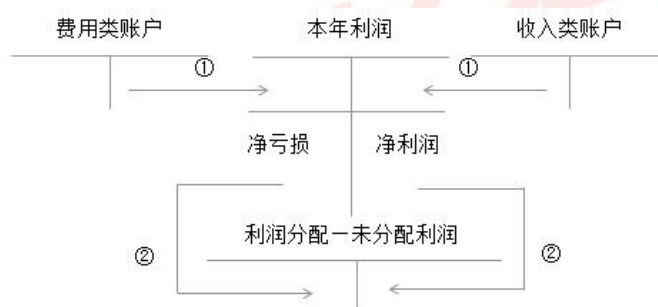 费用类账户 本年利润 收入类账户
① ①
净亏损 净利润
利润分配－未分配利润
② ②